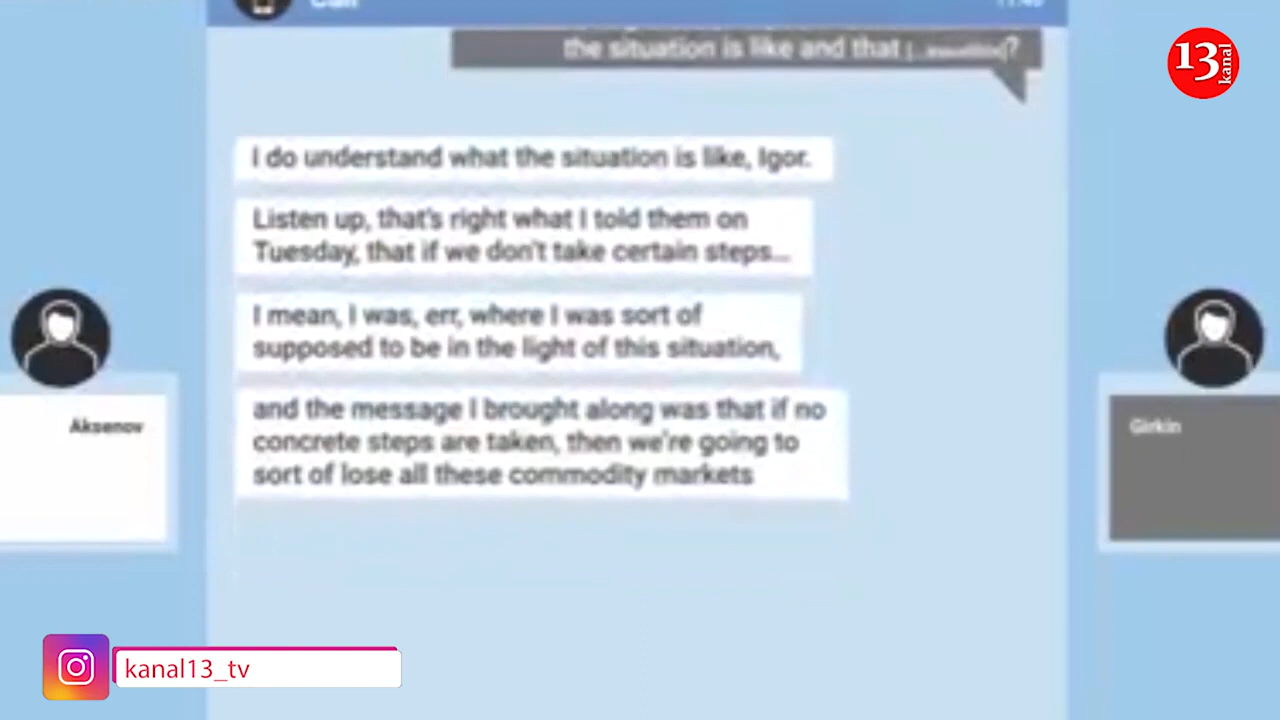 Call
the situation is like and that [...inaudible]?
I do understand what the situation is like, Igor.
Listen up, that's right what I told them on
Tuesday, that if we don't take certain steps...
I mean, I was, err, where I was sort of
supposed to be in the light of this situation,
and the message I brought along was that if no
concrete steps are taken, then we're going to
sort of lose all these commodity markets
Aksenov
Girkin
13
kanal
kanal13_tv